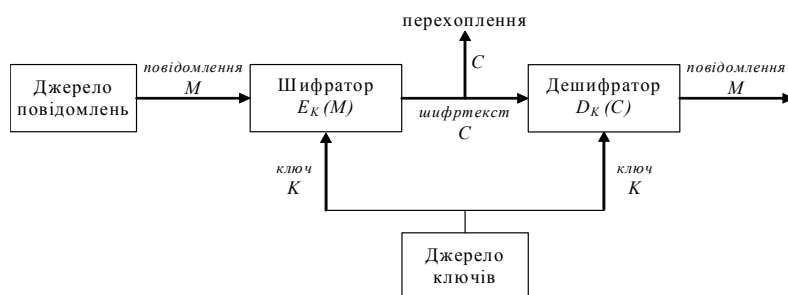 перехоплення
C
Джерело
повідомлень
повідомлення
M
Шифратор
E_K (M)
шифртекст
C
Дешифратор
D_K (C)
повідомлення
M
ключ
K
ключ
K
Джерело
ключів